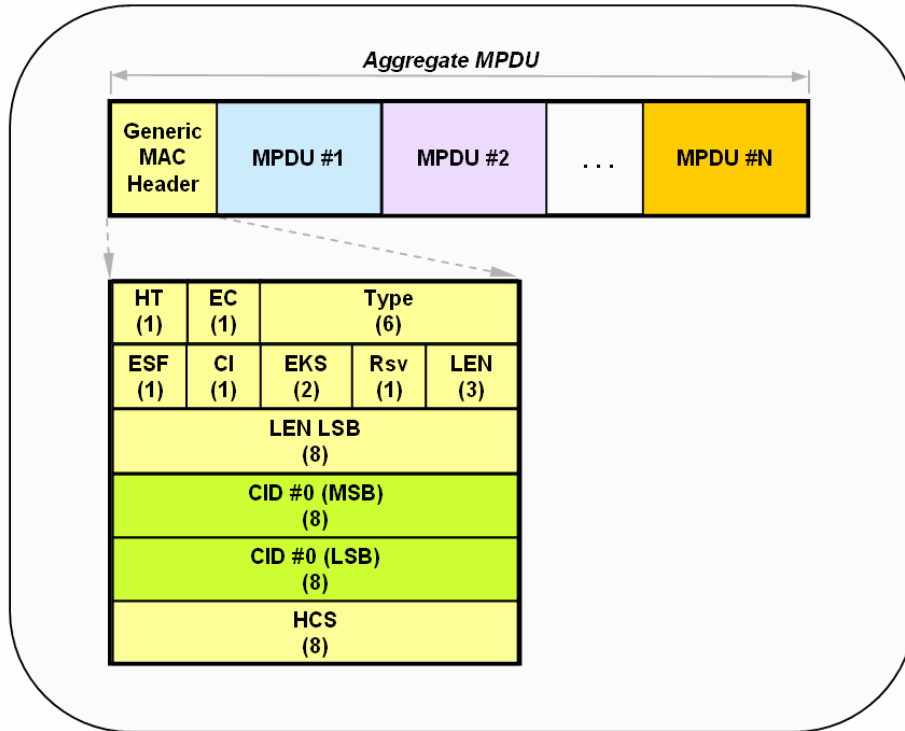 Aggregate MPDU
Generic
MAC
Header
MPDU #1
MPDU #2
. . .
MPDU #N
HT
(1)
EC
(1)
Type
(6)
ESF
(1)
CI
(1)
EKS
(2)
Rsv
(1)
LEN
(3)
LEN LSB
(8)
CID #0 (MSB)
(8)
CID #0 (LSB)
(8)
HCS
(8)